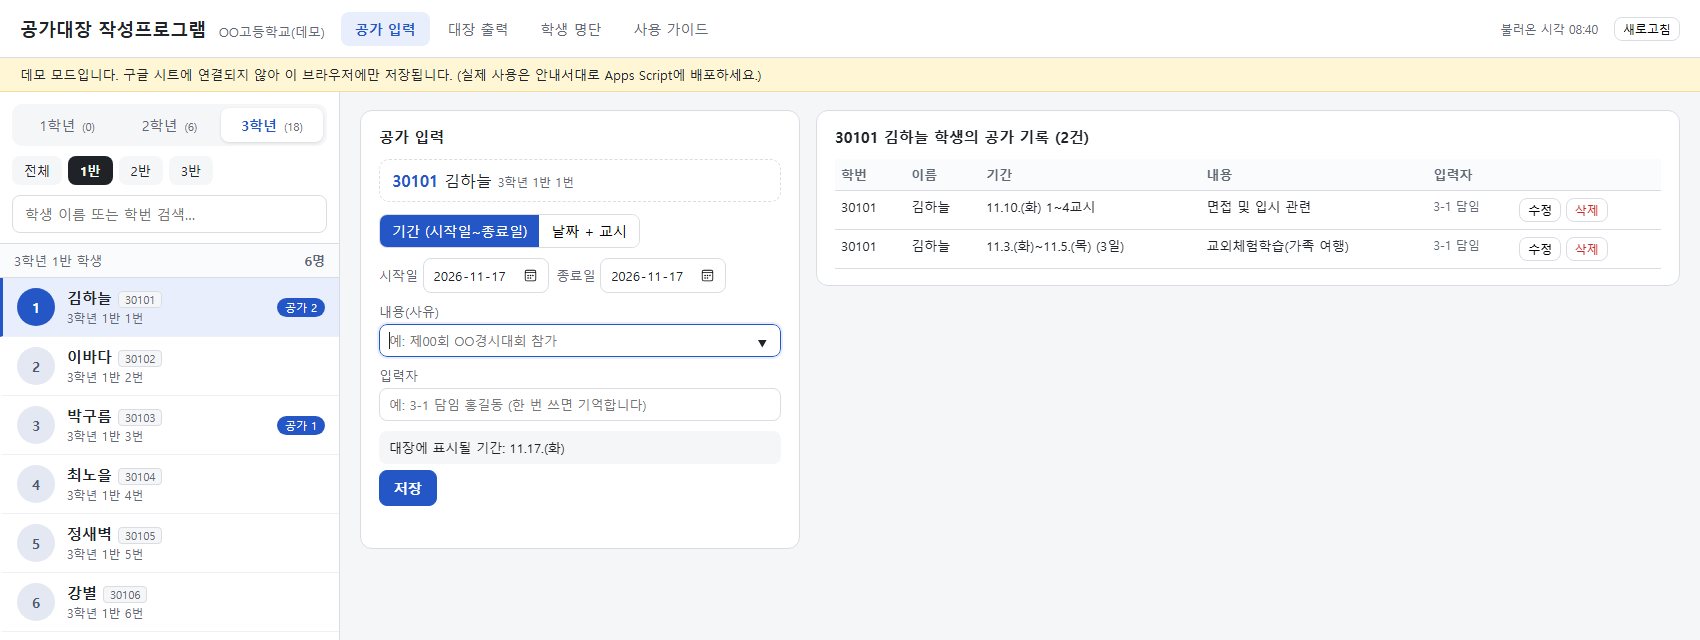 공가대장 작성프로그램 OO고등학교(데모) 공가 입력 대장 출력 학생 명단 사용 가이드 불러온 시각 08:40 새로고침
데모 모드입니다. 구글 시트에 연결되지 않아 이 브라우저에만 저장됩니다. (실제 사용은 안내서대로 Apps Script에 배포하세요.)
1학년 (0) 2학년 (6) 3학년 (18)
전체 1반 2반 3반
학생 이름 또는 학번 검색...
3학년 1반 학생 6명
1 김하늘 30101 공가 2
3학년 1반 1번
2 이바다 30102
3학년 1반 2번
3 박구름 30103 공가 1
3학년 1반 3번
4 최노을 30104
3학년 1반 4번
5 정새벽 30105
3학년 1반 5번
6 강별 30106
3학년 1반 6번
공가 입력
30101 김하늘 3학년 1반 1번
기간 (시작일~종료일) 날짜 + 교시
시작일 2026-11-17 종료일 2026-11-17
내용(사유)
예: 제00회 OO경시대회 참가
입력자
예: 3-1 담임 홍길동 (한 번 쓰면 기억합니다)
대장에 표시될 기간: 11.17.(화)
저장
30101 김하늘 학생의 공가 기록 (2건)
학번 이름 기간 내용 입력자
30101 김하늘 11.10.(화) 1~4교시 면접 및 입시 관련 3-1 담임 수정 삭제
30101 김하늘 11.3.(화)~11.5.(목) (3일) 교외체험학습(가족 여행) 3-1 담임 수정 삭제